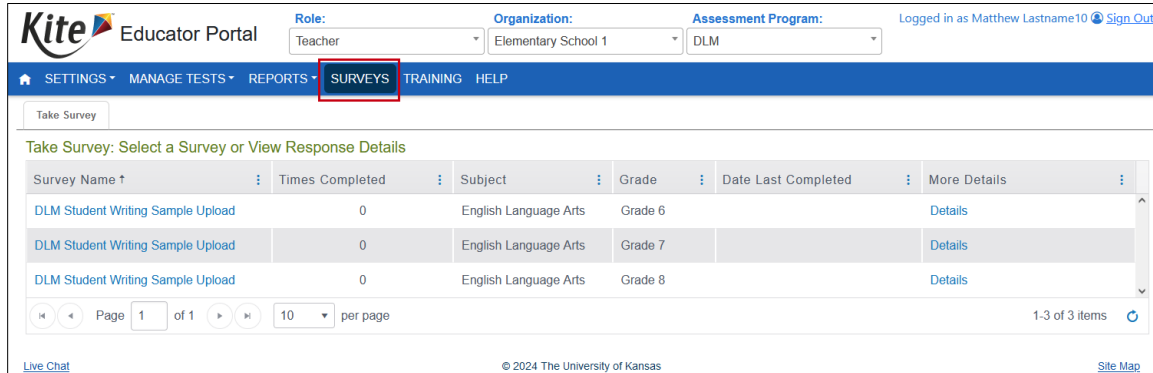 Kite Educator Portal
Role: Organization: Assessment Program: Logged in as Matthew Lastname10 Sign Out
Teacher Elementary School 1 DLM
SETTINGS MANAGE TESTS REPORTS SURVEYS TRAINING HELP
Take Survey
Take Survey: Select a Survey or View Response Details
Survey Name ↑ Times Completed Subject Grade Date Last Completed More Details
DLM Student Writing Sample Upload 0 English Language Arts Grade 6 Details
DLM Student Writing Sample Upload 0 English Language Arts Grade 7 Details
DLM Student Writing Sample Upload 0 English Language Arts Grade 8 Details
Page 1 of 1 10 per page 1-3 of 3 items
Live Chat © 2024 The University of Kansas Site Map